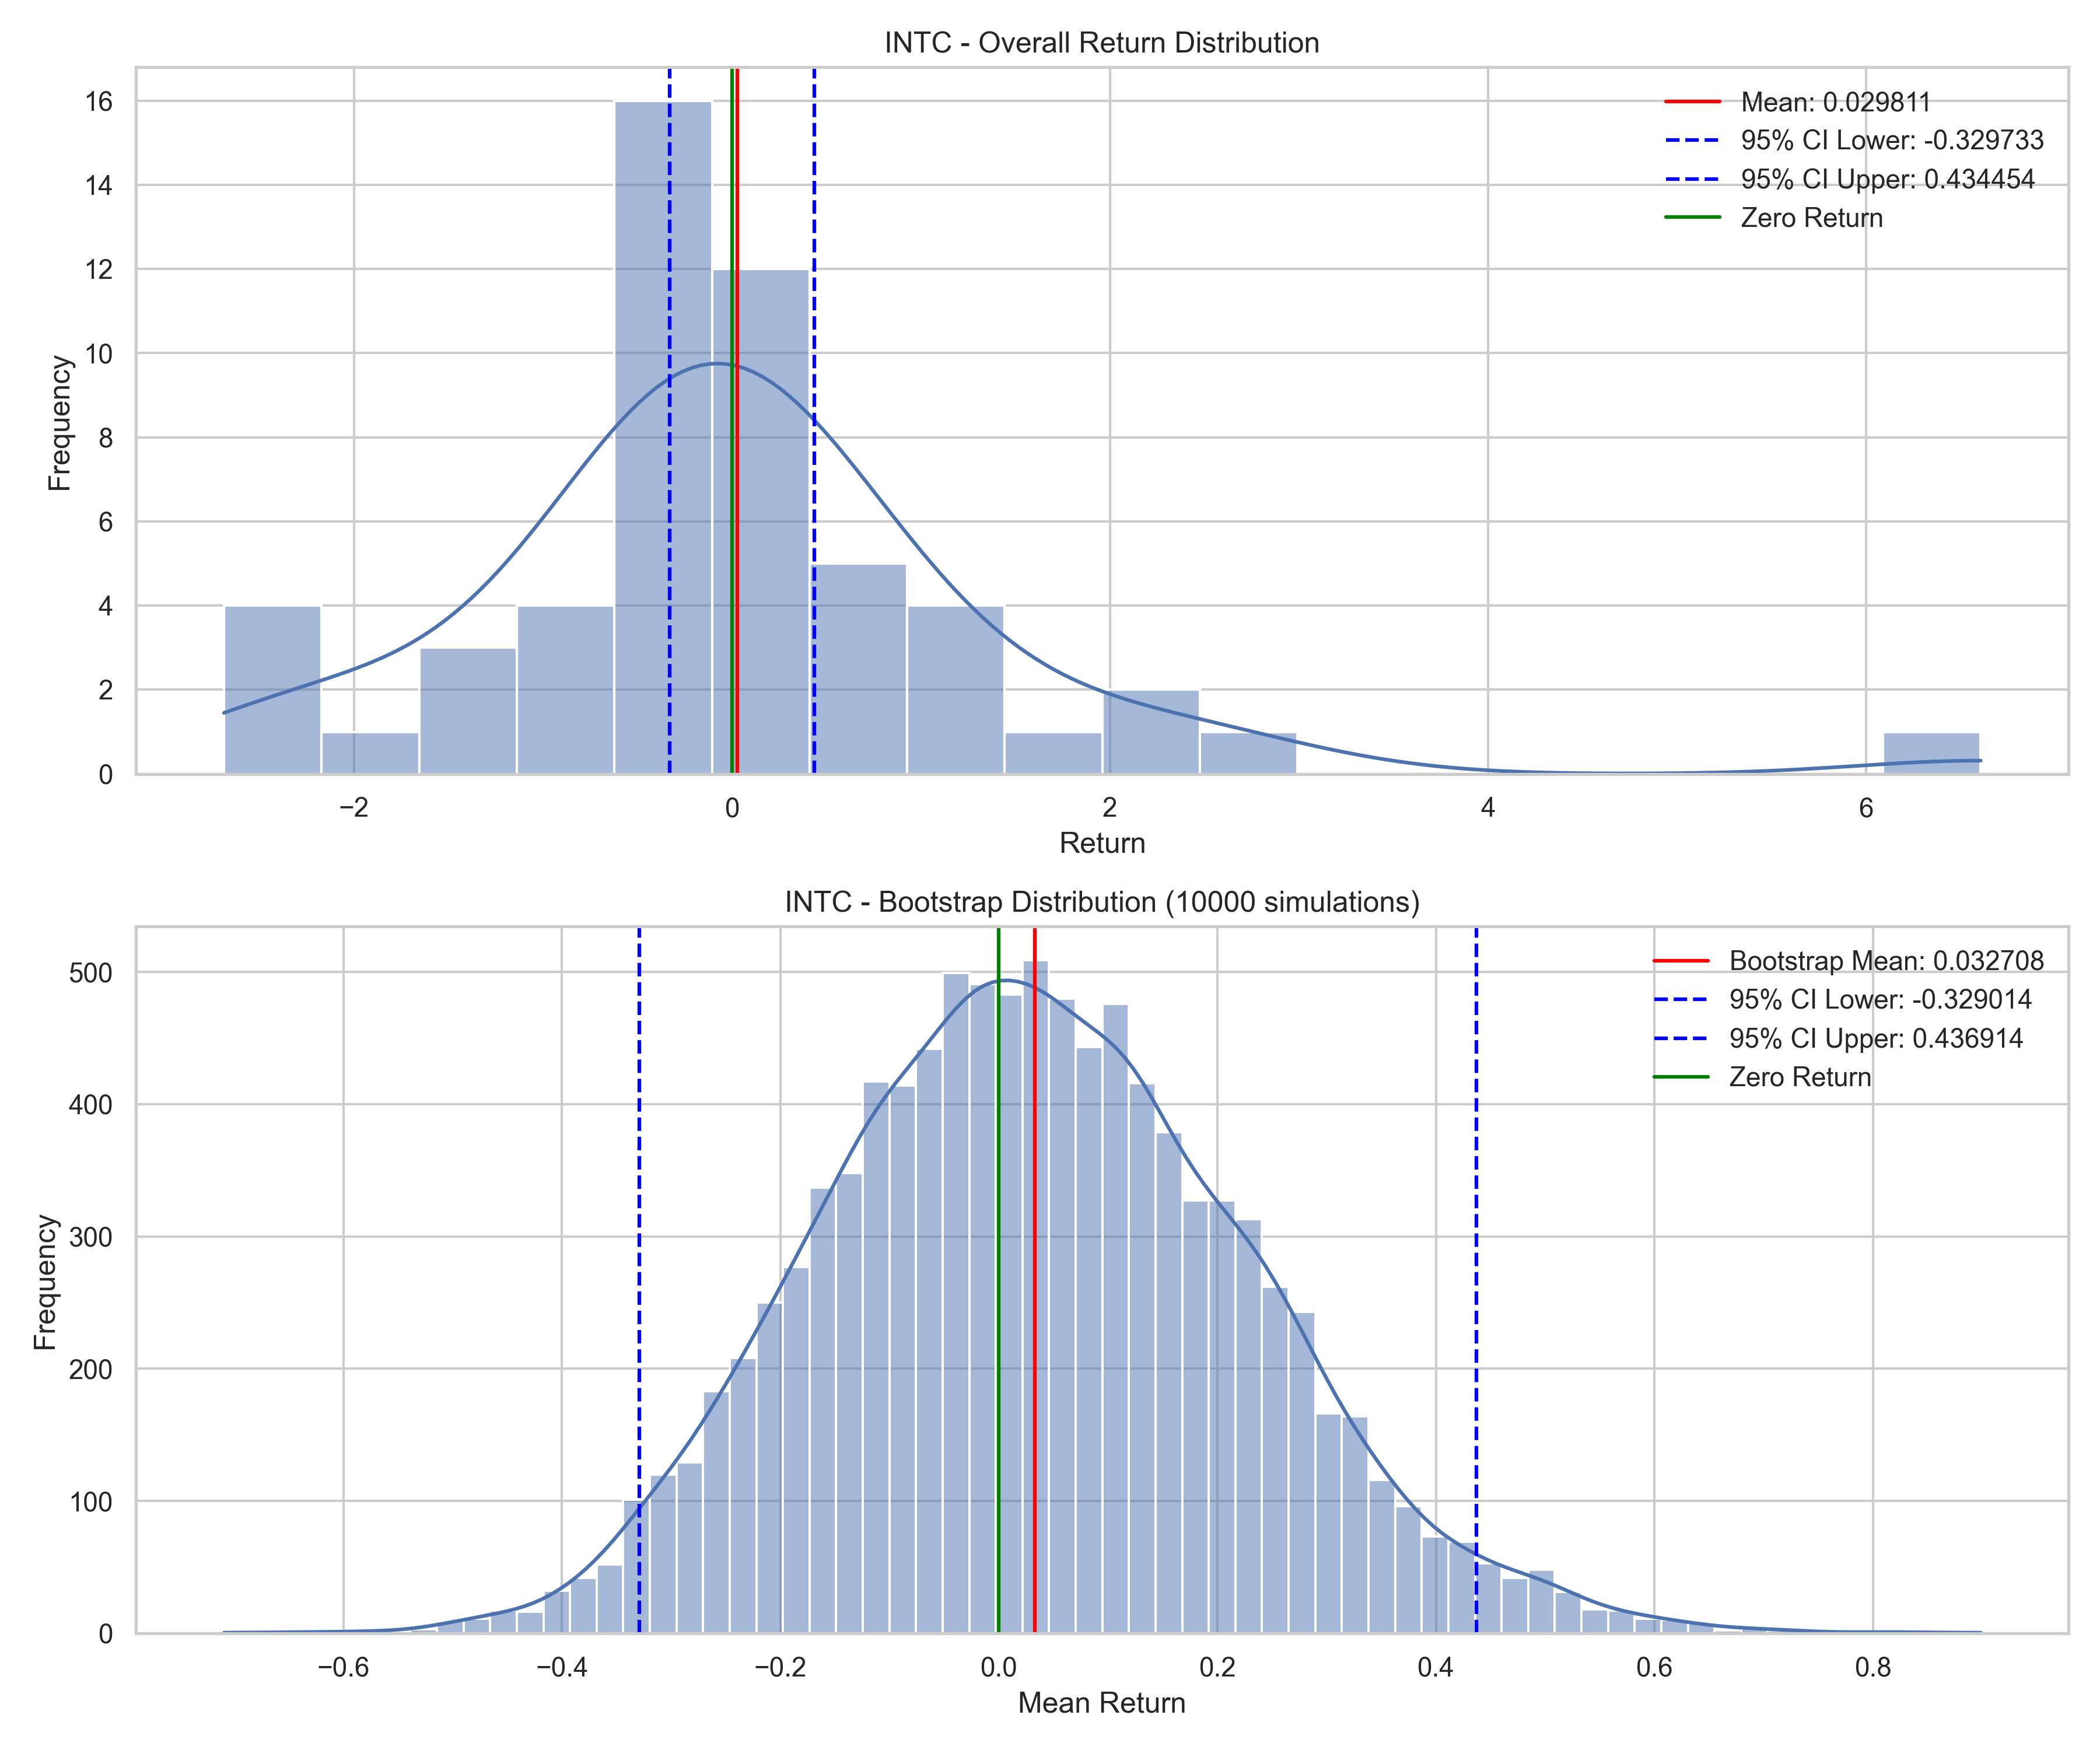 INTC - Overall Return Distribution
Mean: 0.029811
95% CI Lower: -0.329733
95% CI Upper: 0.434454
Zero Return
Frequency
16
14
12
10
8
6
4
2
0
−2
0
2
4
6
Return
INTC - Bootstrap Distribution (10000 simulations)
Bootstrap Mean: 0.032708
95% CI Lower: -0.329014
95% CI Upper: 0.436914
Zero Return
Frequency
500
400
300
200
100
0
−0.6
−0.4
−0.2
0.0
0.2
0.4
0.6
0.8
Mean Return